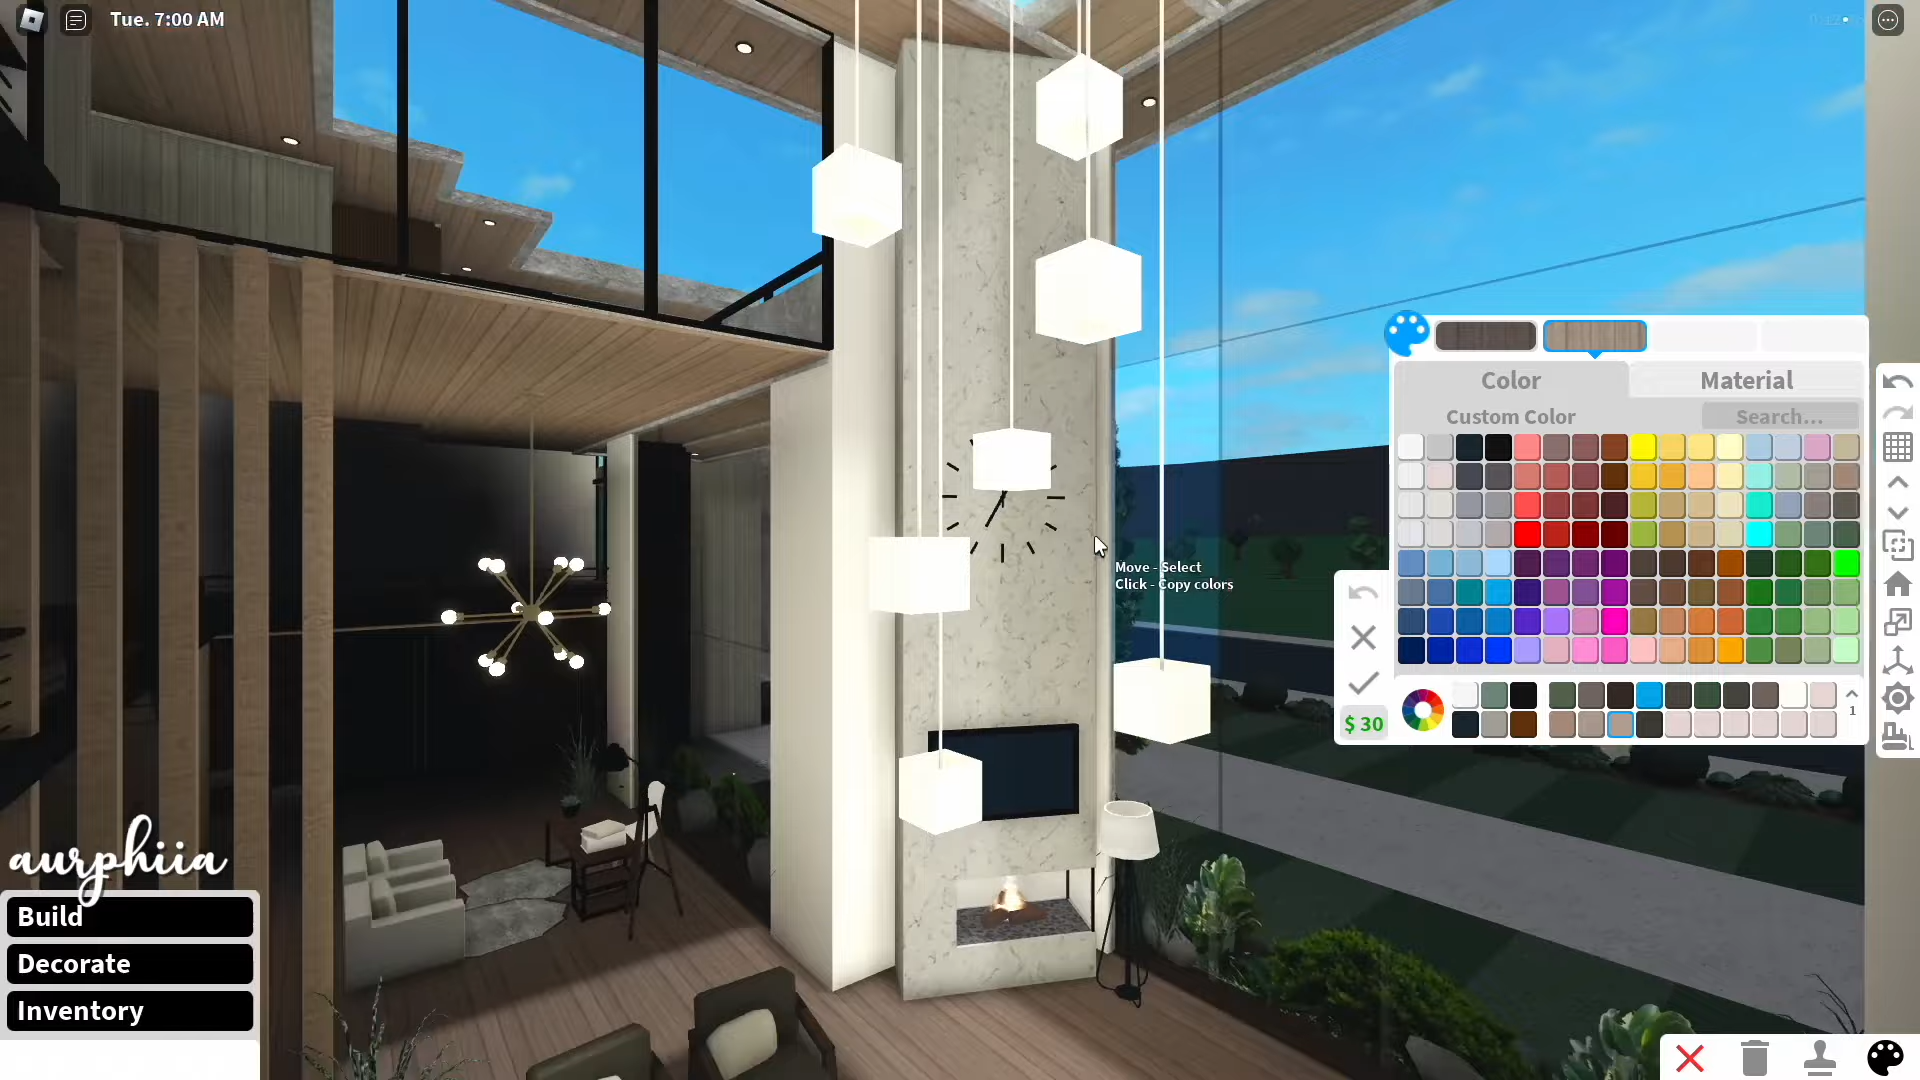 Tue. 7:00 AM
Color
Material
Custom Color
Search...
Move - Select
Click - Copy colors
1
$ 30
aurphiia
Build
Decorate
Inventory